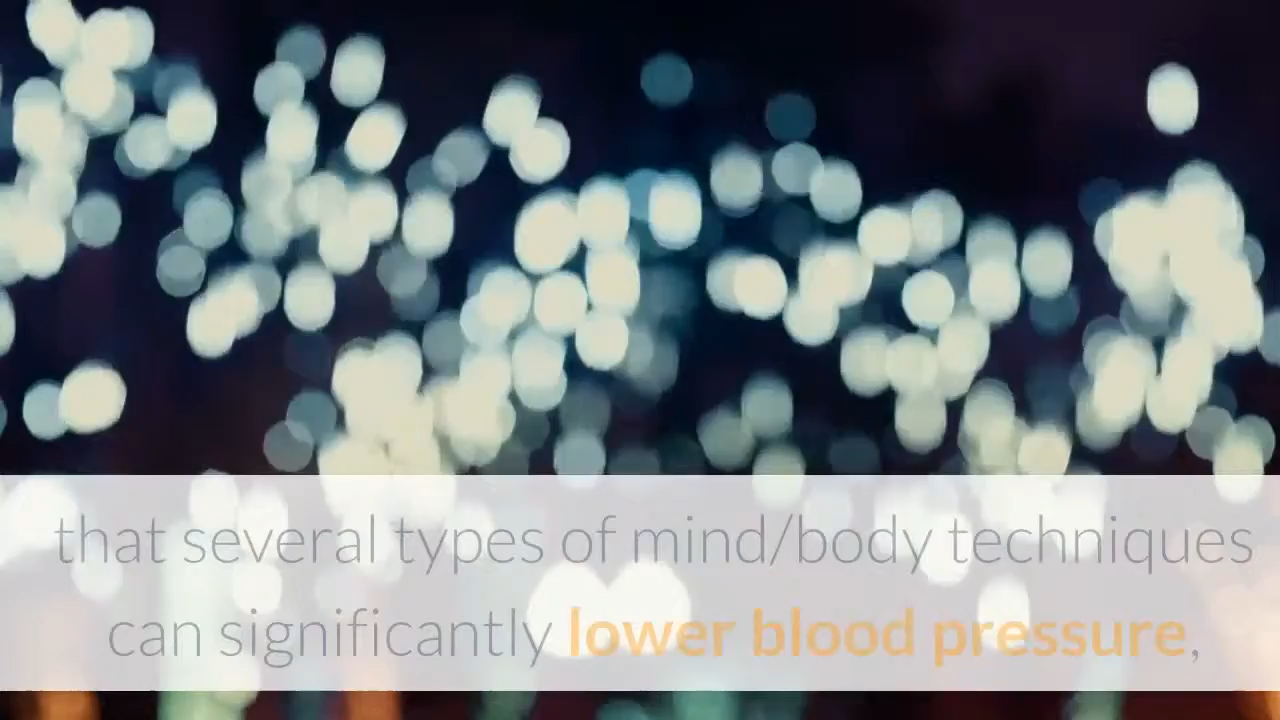 that several types of mind/body techniques
can significantly lower blood pressure,